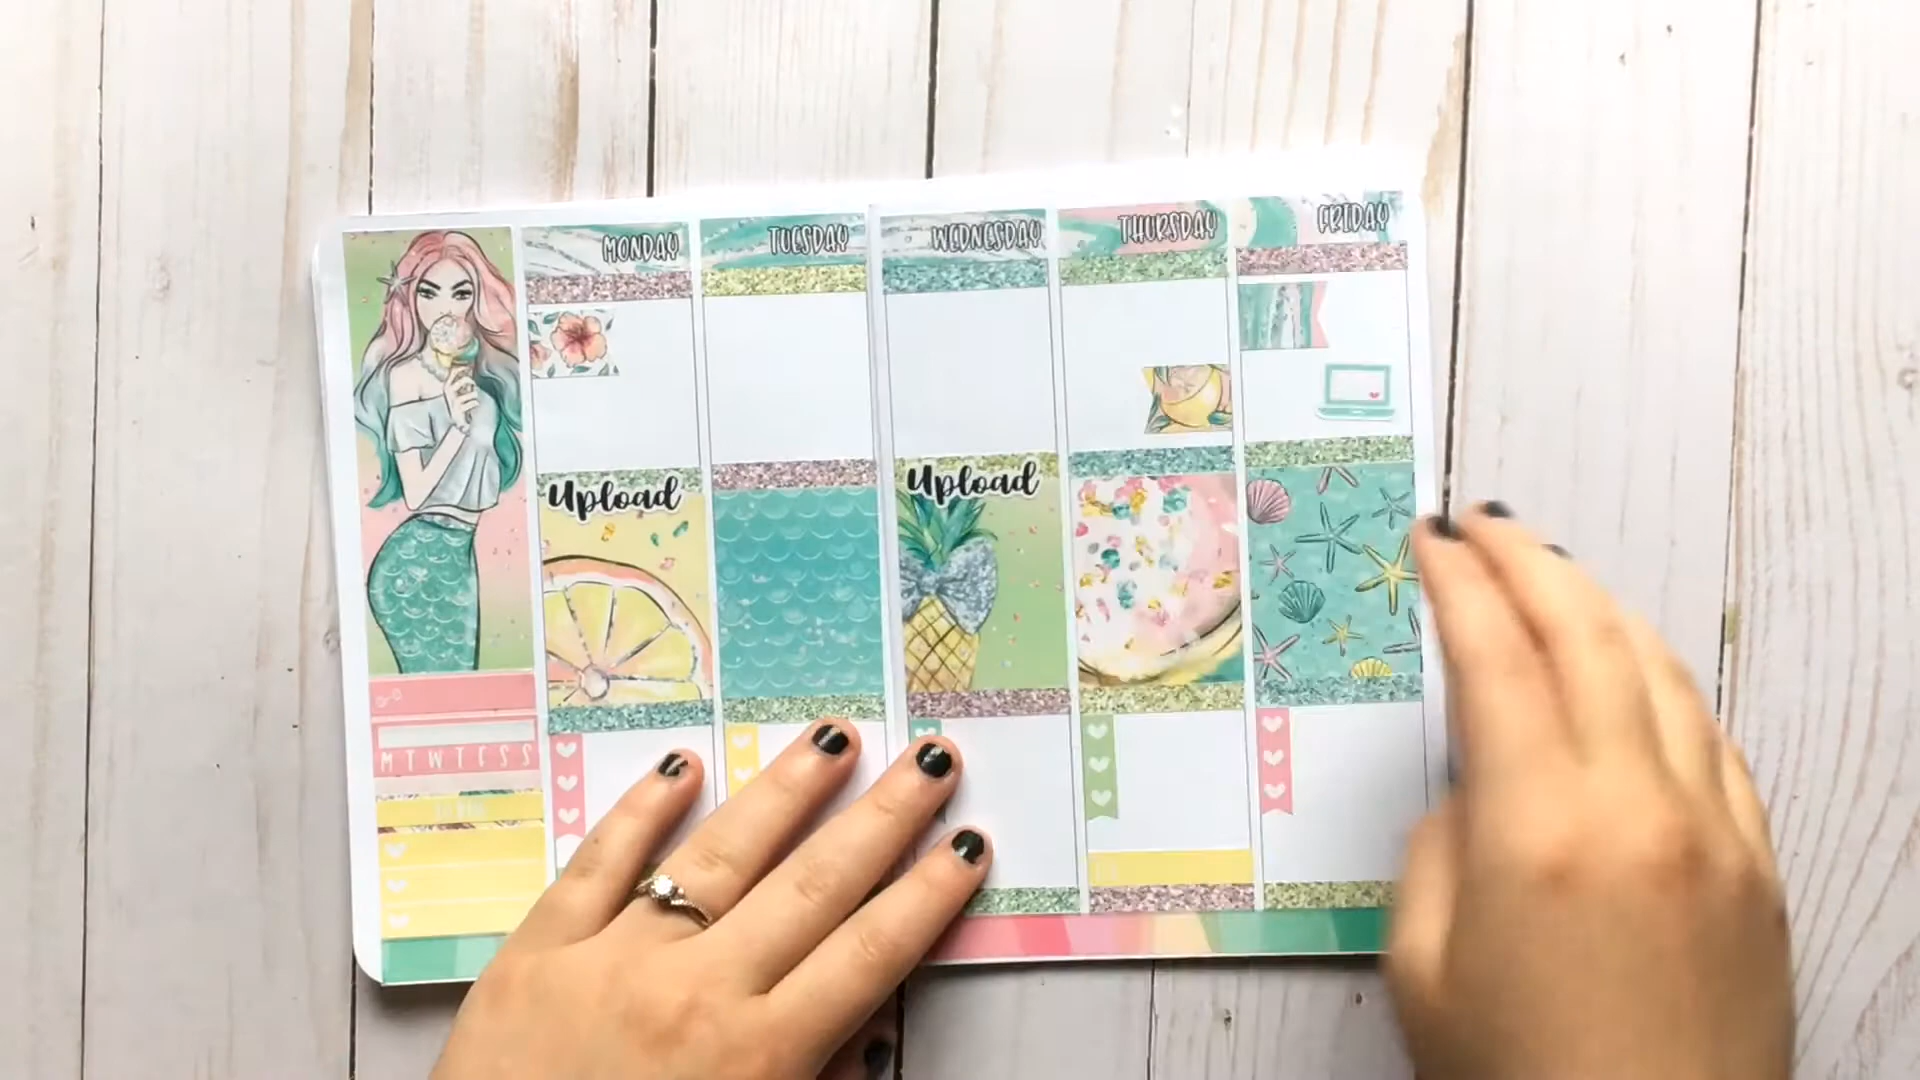 MONDAY
TUESDAY
WEDNESDAY
THURSDAY
FRIDAY
Upload
Upload
M T W T F S S